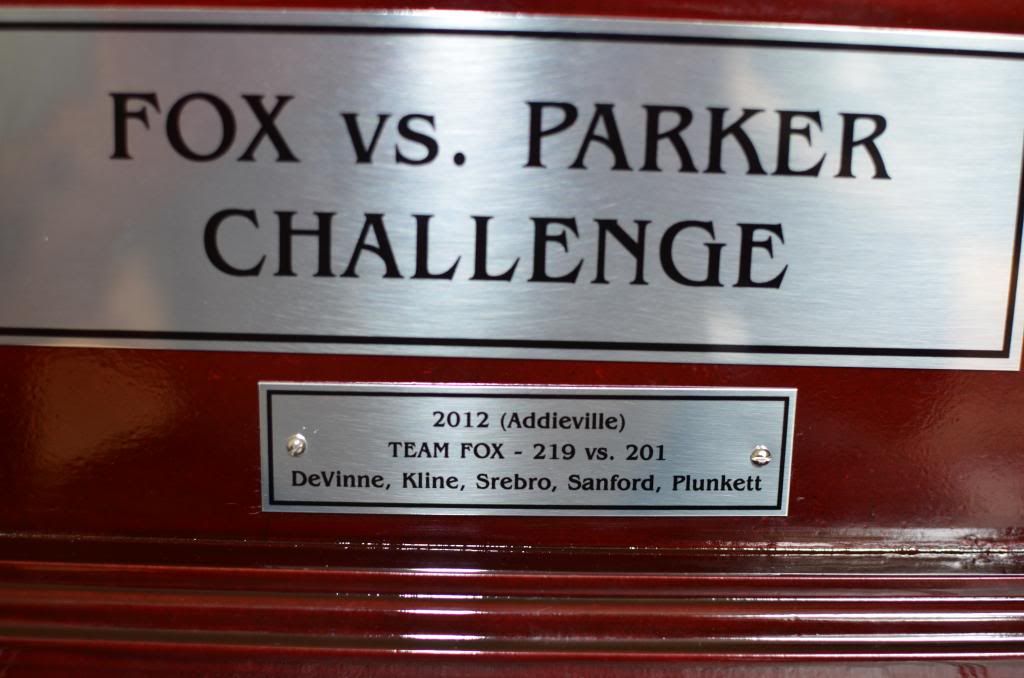 FOX vs. PARKER
CHALLENGE
2012 (Addieville)
TEAM FOX - 219 vs. 201
DeVinne, Kline, Srebro, Sanford, Plunkett